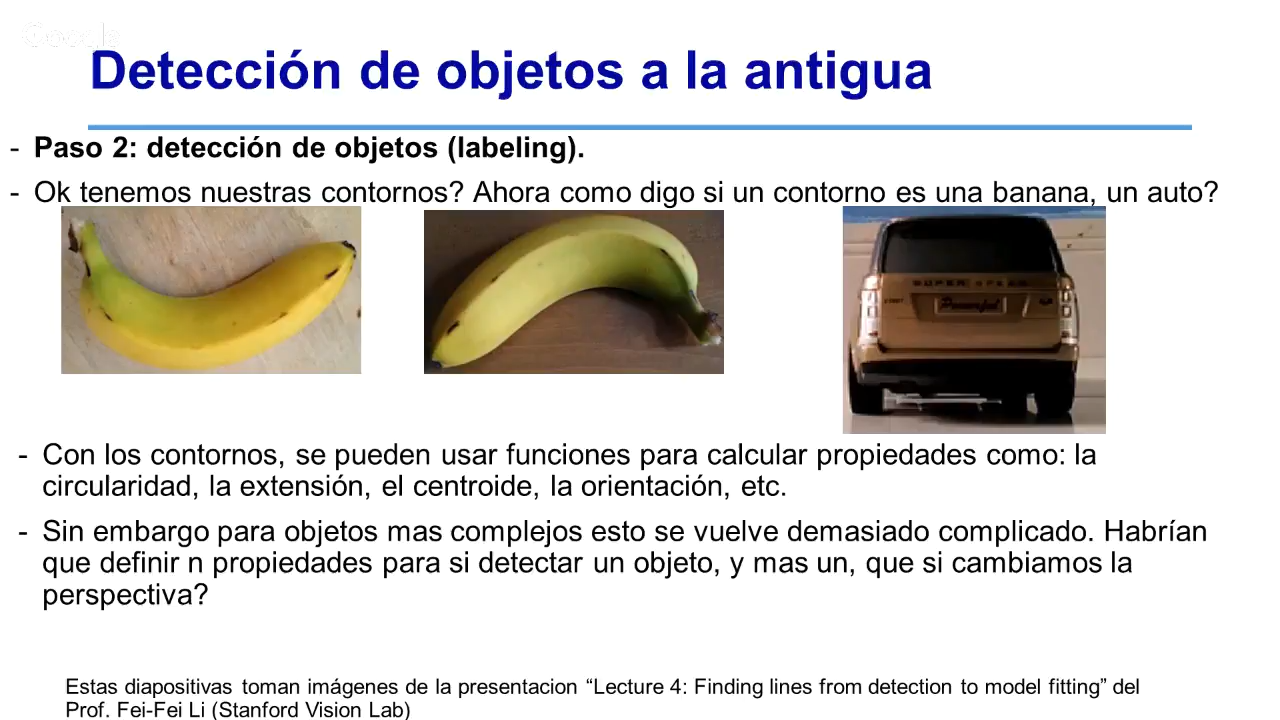 Google
Detección de objetos a la antigua
- Paso 2: detección de objetos (labeling).
- Ok tenemos nuestras contornos? Ahora como digo si un contorno es una banana, un auto?
SUPER SPEED
Powerful
- Con los contornos, se pueden usar funciones para calcular propiedades como: la
circularidad, la extensión, el centroide, la orientación, etc.
- Sin embargo para objetos mas complejos esto se vuelve demasiado complicado. Habrían
que definir n propiedades para si detectar un objeto, y mas un, que si cambiamos la
perspectiva?
Estas diapositivas toman imágenes de la presentacion “Lecture 4: Finding lines from detection to model fitting” del
Prof. Fei-Fei Li (Stanford Vision Lab)